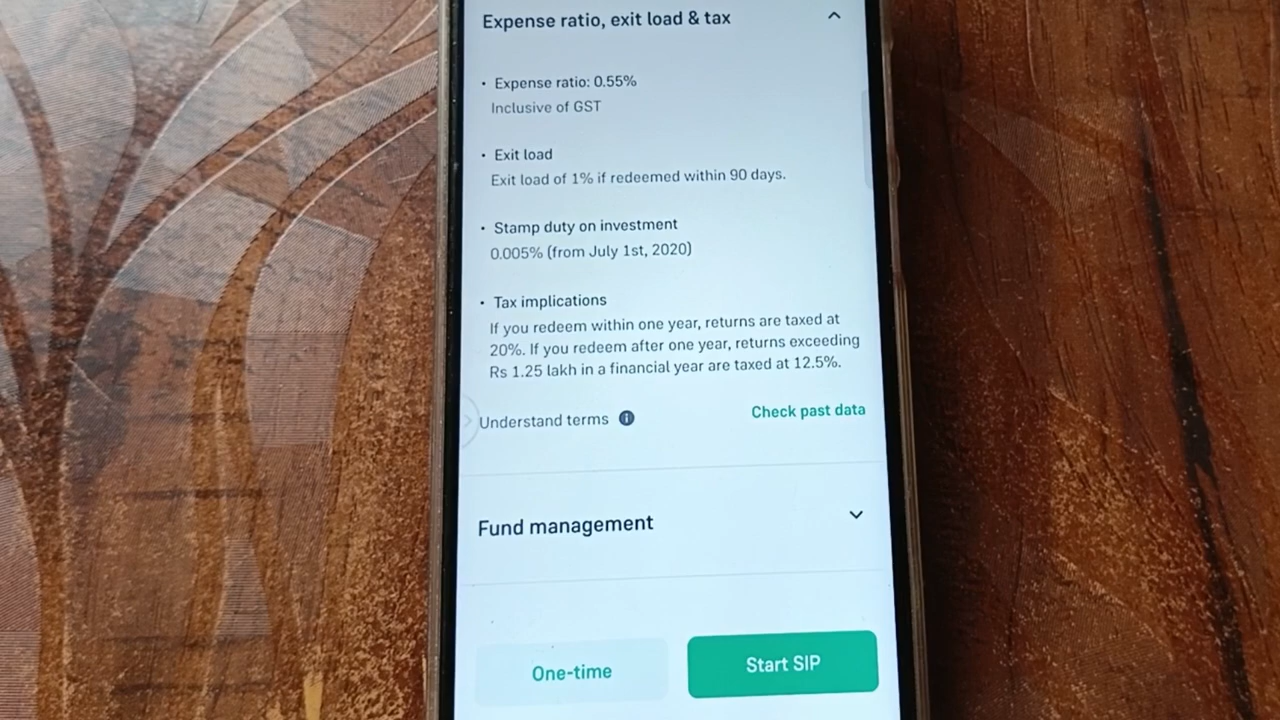 Expense ratio, exit load & tax
• Expense ratio: 0.55%
Inclusive of GST
• Exit load
Exit load of 1% if redeemed within 90 days.
• Stamp duty on investment
0.005% (from July 1st, 2020)
• Tax implications
If you redeem within one year, returns are taxed at
20%. If you redeem after one year, returns exceeding
Rs 1.25 lakh in a financial year are taxed at 12.5%.
Understand terms
Check past data
Fund management
One-time
Start SIP